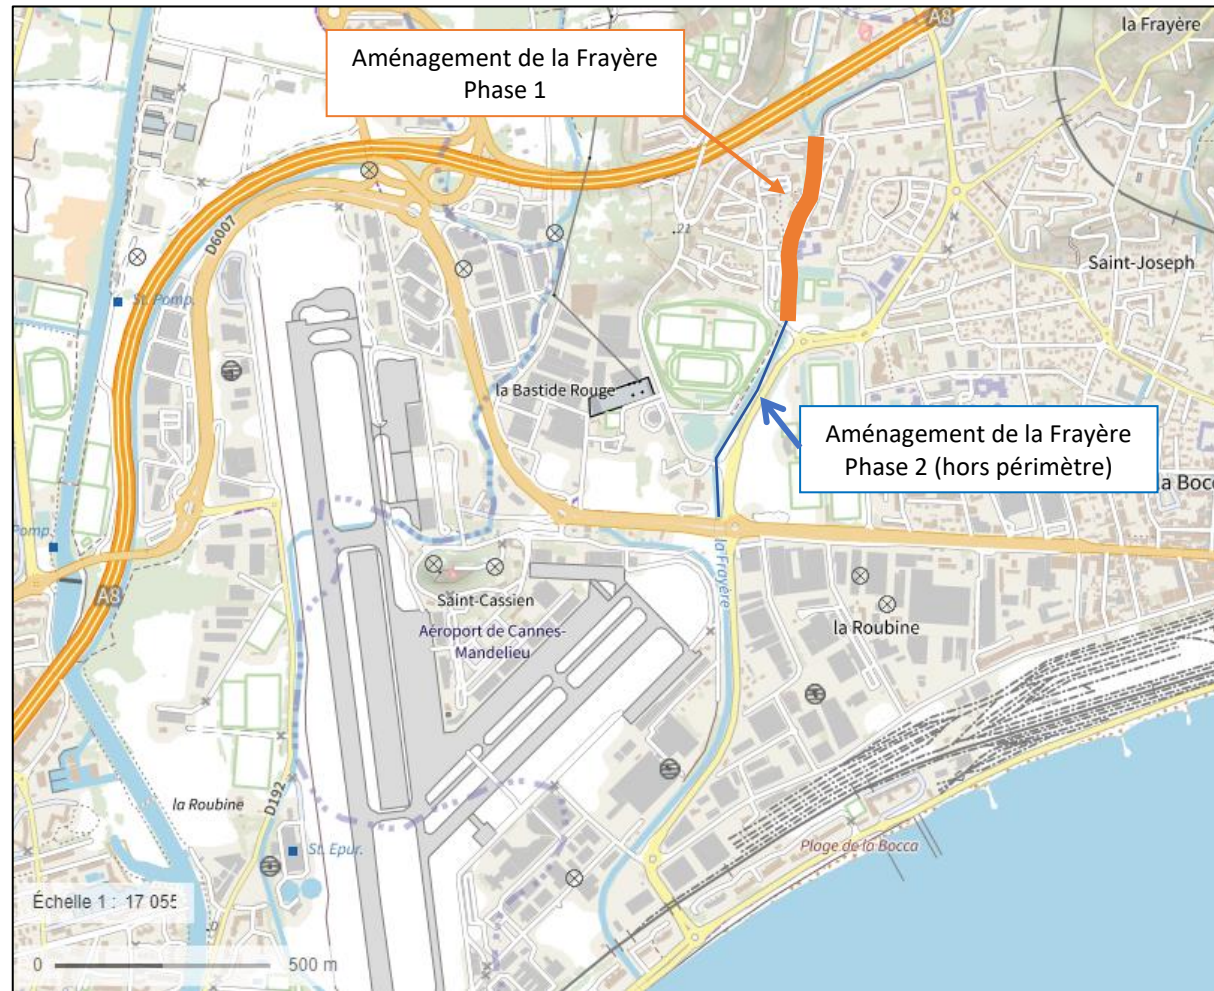 A8
la Frayère
Aménagement de la Frayère
Phase 1
D6007
21
Saint-Joseph
St. Pomp.
la Bastide Rouge
Aménagement de la Frayère
Phase 2 (hors périmètre)
a Bocc
Pomp.
la Frayère
A8
Saint-Cassien
Aéroport de Cannes-
Mandelieu
la Roubine
la Roubine
D192
St. Epur.
Plage de la Bocca
Échelle 1 : 17 055
0 500 m